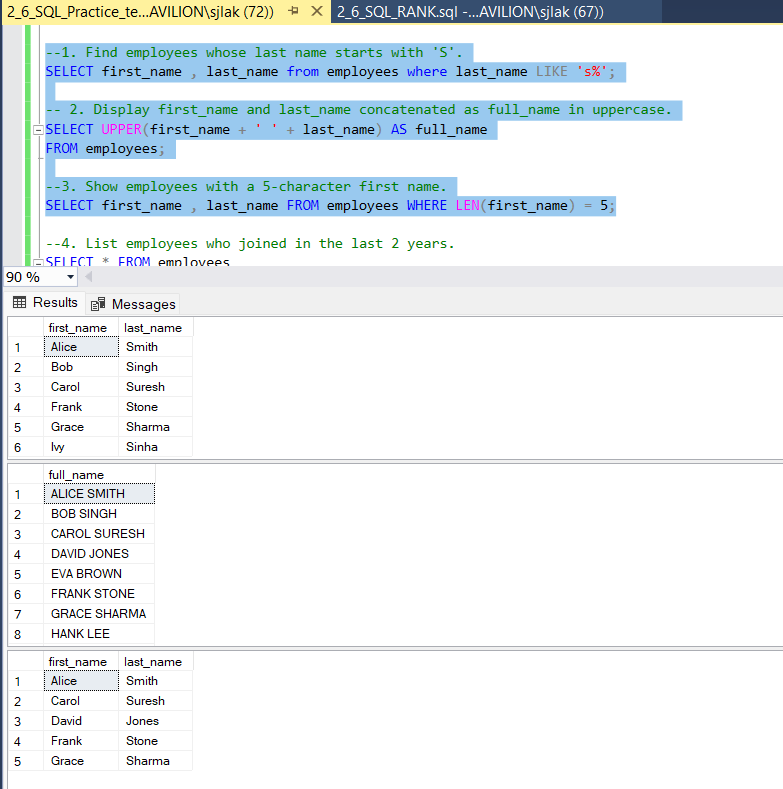 2_6_SQL_Practice_te...AVILION\sjlak (72)) 2_6_SQL_RANK.sql -...AVILION\sjlak (67))
--1. Find employees whose last name starts with 'S'.
SELECT first_name , last_name from employees where last_name LIKE 's%';
-- 2. Display first_name and last_name concatenated as full_name in uppercase.
SELECT UPPER(first_name + ' ' + last_name) AS full_name
FROM employees;
--3. Show employees with a 5-character first name.
SELECT first_name , last_name FROM employees WHERE LEN(first_name) = 5;
--4. List employees who joined in the last 2 years.
SELECT * FROM employees
90 %
Results Messages
first_name last_name
1 Alice Smith
2 Bob Singh
3 Carol Suresh
4 Frank Stone
5 Grace Sharma
6 Ivy Sinha
full_name
1 ALICE SMITH
2 BOB SINGH
3 CAROL SURESH
4 DAVID JONES
5 EVA BROWN
6 FRANK STONE
7 GRACE SHARMA
8 HANK LEE
first_name last_name
1 Alice Smith
2 Carol Suresh
3 David Jones
4 Frank Stone
5 Grace Sharma